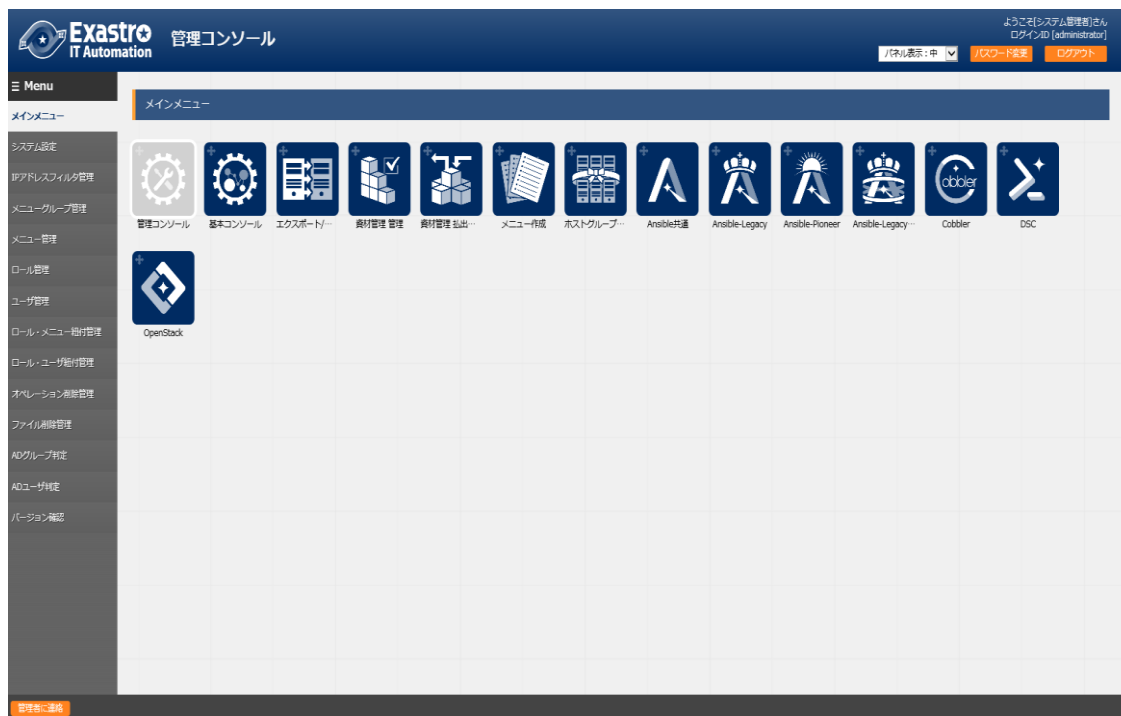 Exastro
IT Automation
管理コンソール
ようこそ[システム管理者]さん
ログインID [administrator]
パネル表示 : 中
パスワード変更
ログアウト
Ξ Menu
メインメニュー
システム設定
IPアドレスフィルタ管理
メニューグループ管理
メニュー管理
ロール管理
ユーザ管理
ロール・メニュー紐付管理
ロール・ユーザ紐付管理
オペレーション削除管理
ファイル削除管理
ADグループ判定
ADユーザ判定
バージョン確認
メインメニュー
cobbler
管理コンソール
基本コンソール
エクスポート/…
資材管理 管理
資材管理 払出…
メニュー作成
ホストグループ…
Ansible共通
Ansible-Legacy
Ansible-Pioneer
Ansible-Legacy…
Cobbler
DSC
OpenStack
管理者に連絡